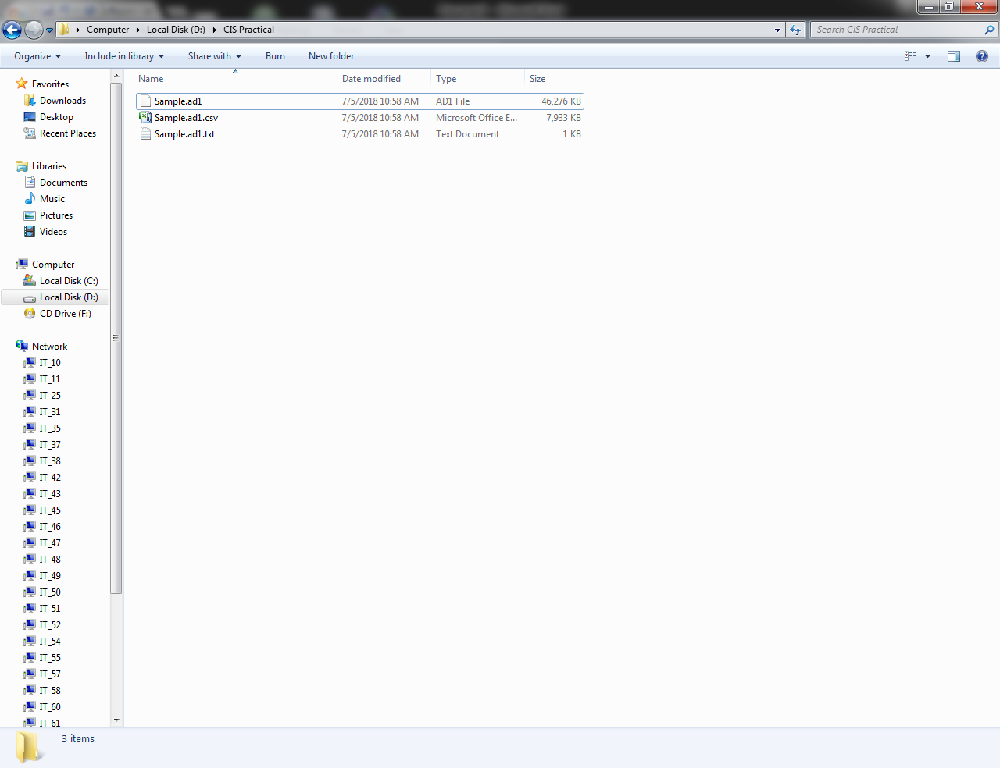 Computer Local Disk (D:) CIS Practical Search CIS Practical
Organize Include in library Share with Burn New folder
Name Date modified Type Size
Sample.ad1 7/5/2018 10:58 AM AD1 File 46,276 KB
Sample.ad1.csv 7/5/2018 10:58 AM Microsoft Office E... 7,933 KB
Sample.ad1.txt 7/5/2018 10:58 AM Text Document 1 KB
Favorites
Downloads
Desktop
Recent Places
Libraries
Documents
Music
Pictures
Videos
Computer
Local Disk (C:)
Local Disk (D:)
CD Drive (F:)
Network
IT_10
IT_11
IT_25
IT_31
IT_35
IT_37
IT_38
IT_42
IT_43
IT_45
IT_46
IT_47
IT_48
IT_49
IT_50
IT_51
IT_52
IT_54
IT_55
IT_57
IT_58
IT_60
IT_61
3 items